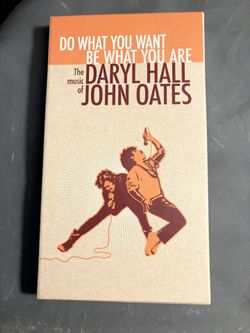 DO WHAT YOU WANT
BE WHAT YOU ARE
The music of
DARYL HALL
JOHN OATES